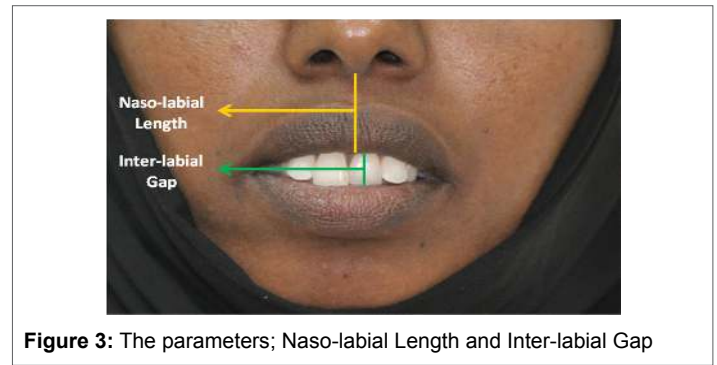 Naso-labial
Length
Inter-labial
Gap
Figure 3: The parameters; Naso-labial Length and Inter-labial Gap